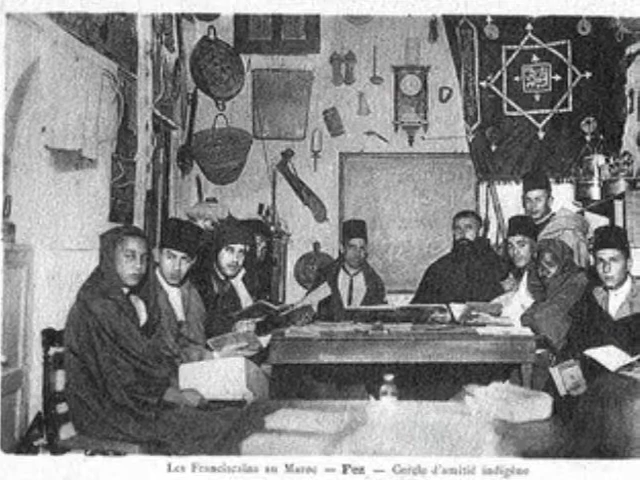 Les Franciscains au Maroc — Fez — Cercle d'amitié indigène